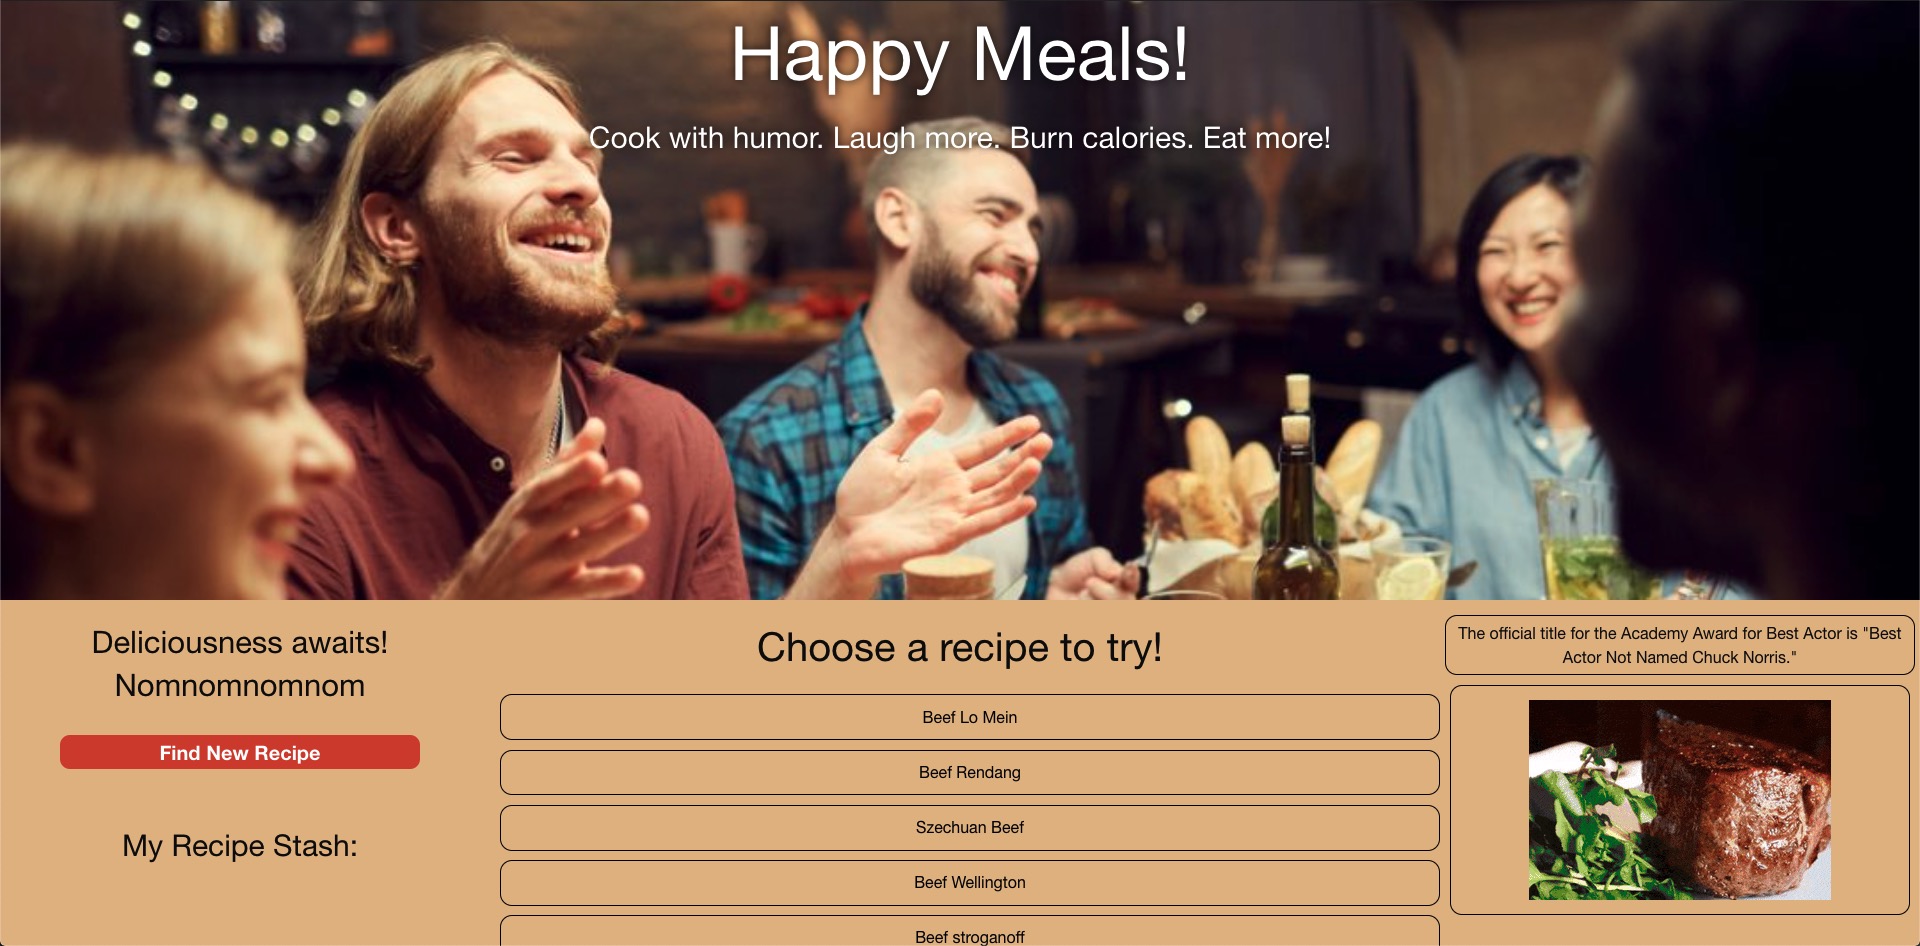 Happy Meals!
Cook with humor. Laugh more. Burn calories. Eat more!
Deliciousness awaits!
Nomnomnomnom
Find New Recipe
My Recipe Stash:
Choose a recipe to try!
Beef Lo Mein
Beef Rendang
Szechuan Beef
Beef Wellington
Beef stroganoff
The official title for the Academy Award for Best Actor is "Best
Actor Not Named Chuck Norris."